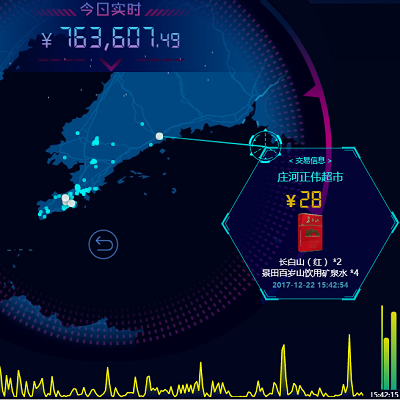 今日实时
¥ 763,607.49
< 交易信息 >
庄河正伟超市
¥28
长白山（红） *2
景田百岁山饮用矿泉水 *4
2017-12-22 15:42:54
15:42:15